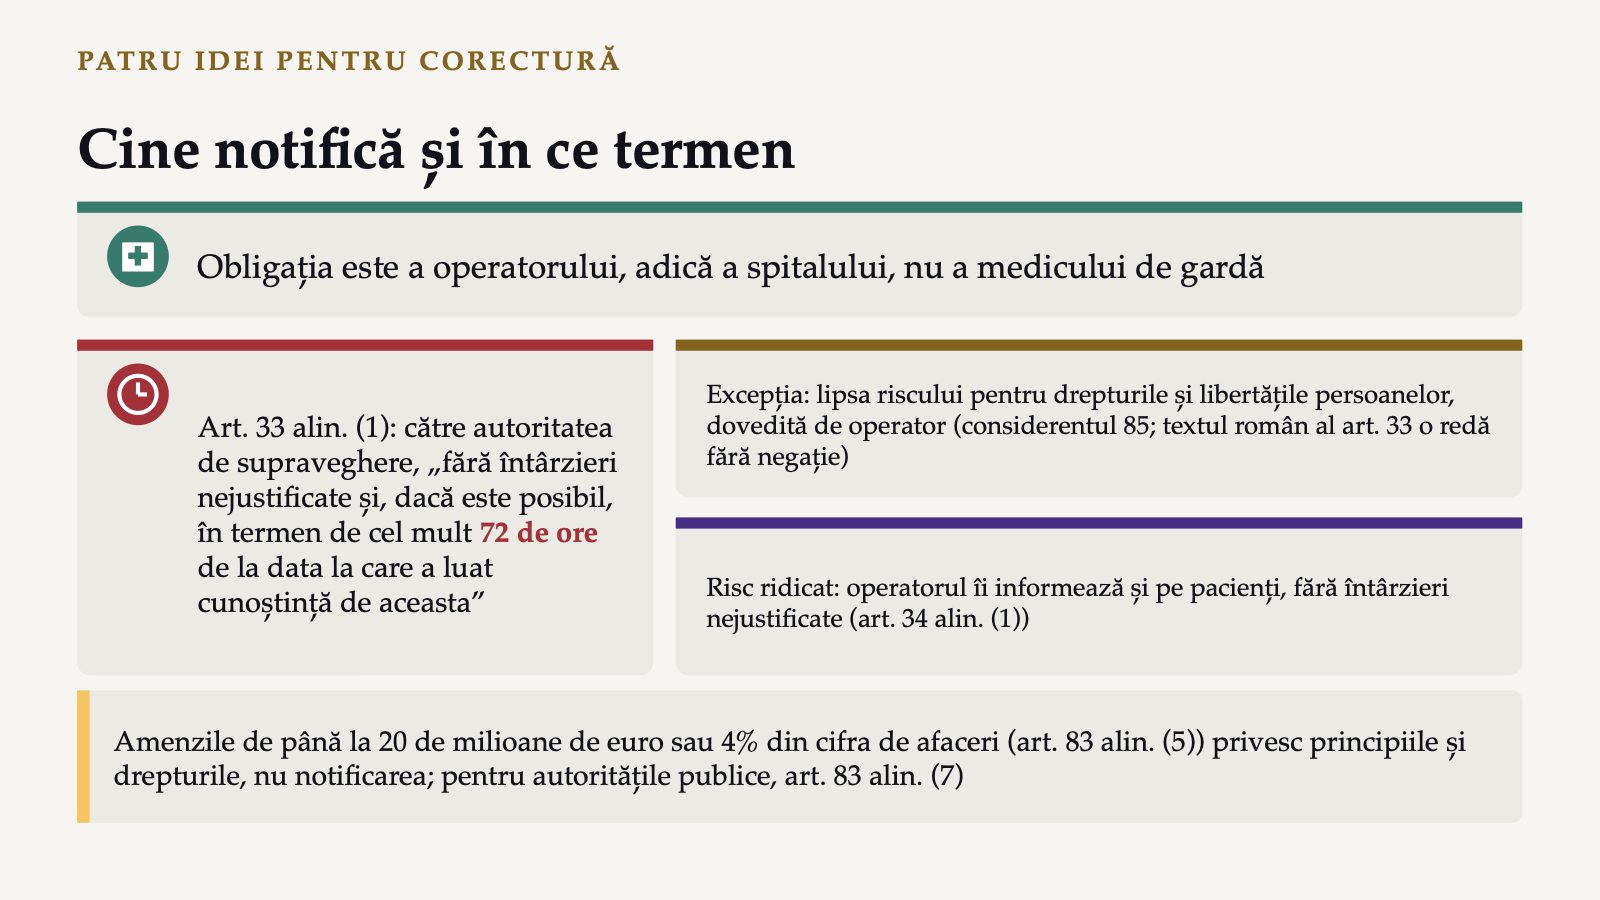 PATRU IDEI PENTRU CORECTURĂ
Cine notifică și în ce termen
Obligația este a operatorului, adică a spitalului, nu a medicului de gardă
Art. 33 alin. (1): către autoritatea
de supraveghere, „fără întârzieri
nejustificate și, dacă este posibil,
în termen de cel mult 72 de ore
de la data la care a luat
cunoștință de aceasta”
Excepția: lipsa riscului pentru drepturile și libertățile persoanelor,
dovedită de operator (considerentul 85; textul român al art. 33 o redă
fără negație)
Risc ridicat: operatorul îi informează și pe pacienți, fără întârzieri
nejustificate (art. 34 alin. (1))
Amenzile de până la 20 de milioane de euro sau 4% din cifra de afaceri (art. 83 alin. (5)) privesc principiile și
drepturile, nu notificarea; pentru autoritățile publice, art. 83 alin. (7)